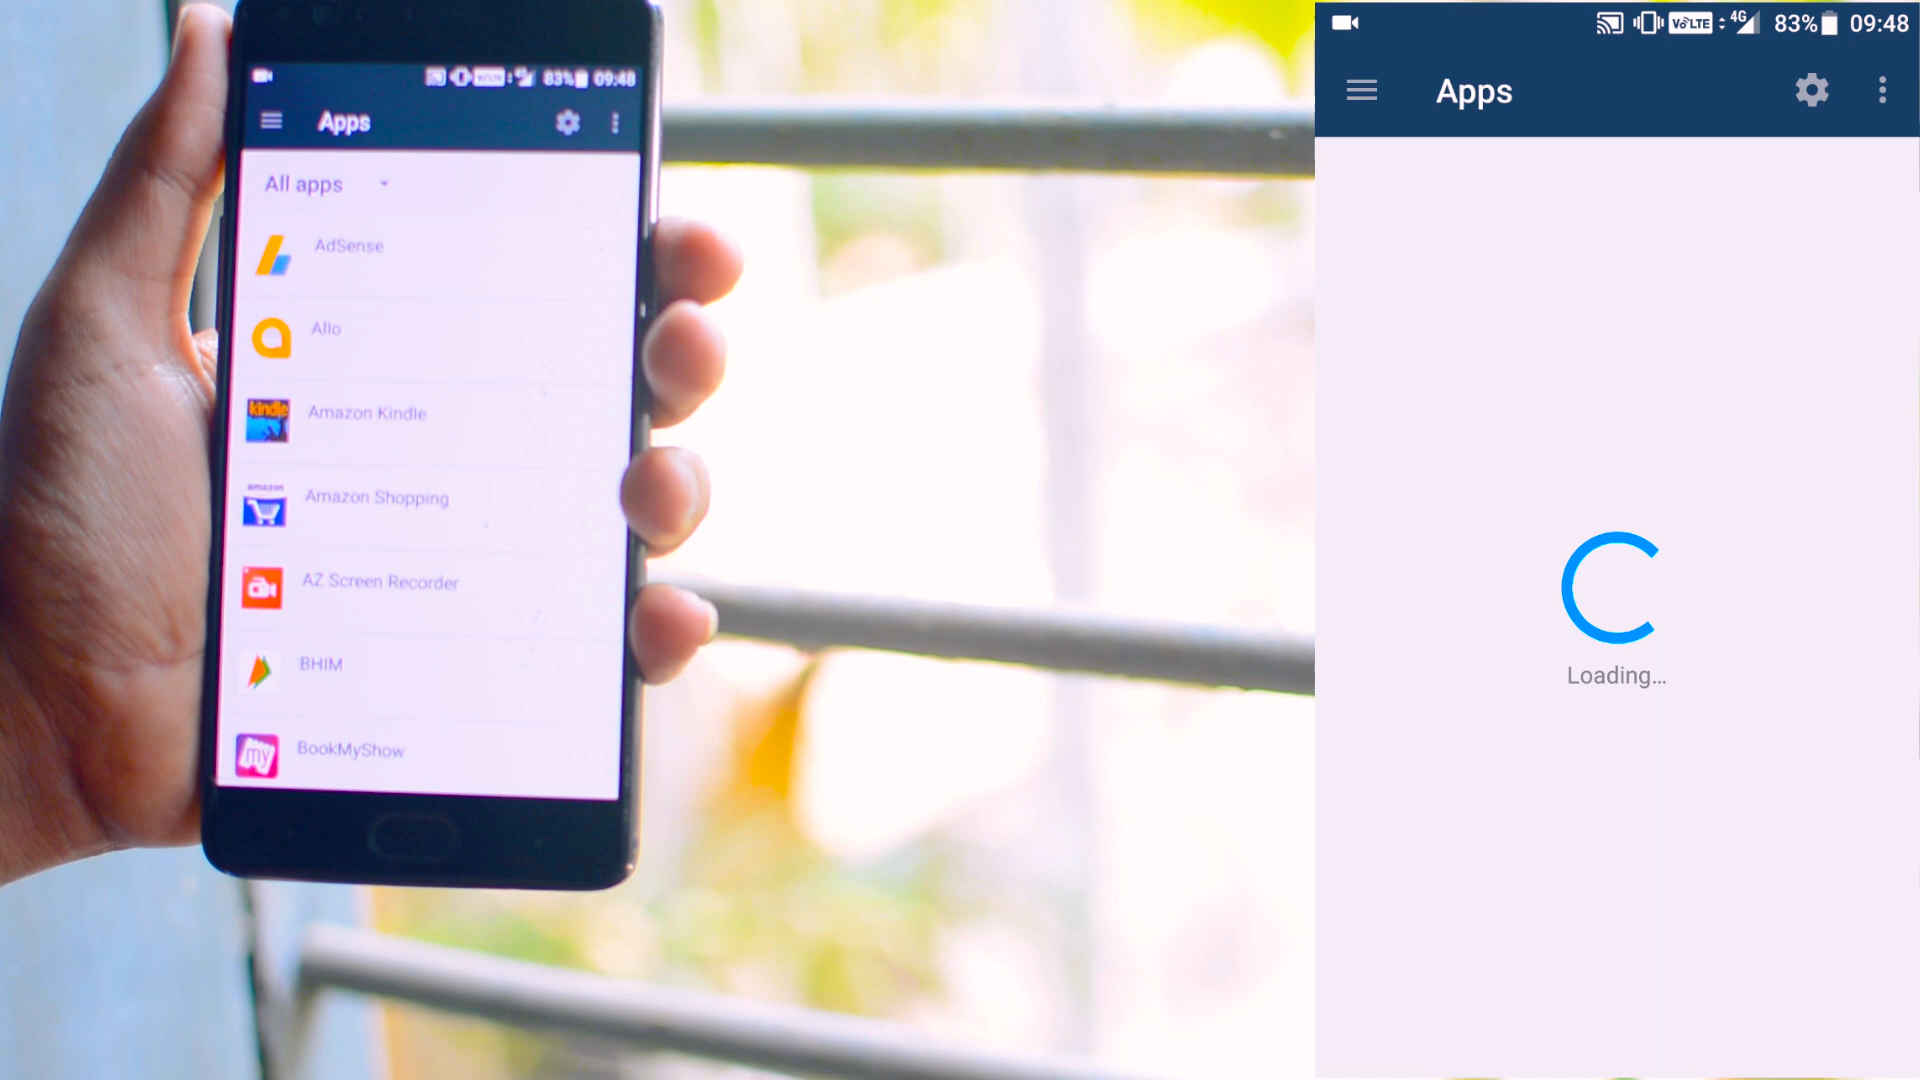 4G 83% 09:48
Apps
All apps
AdSense
Allo
kindle
Amazon Kindle
amazon
Amazon Shopping
AZ Screen Recorder
BHIM
my
BookMyShow
VoLTE 4G 83% 09:48
Apps
Loading...